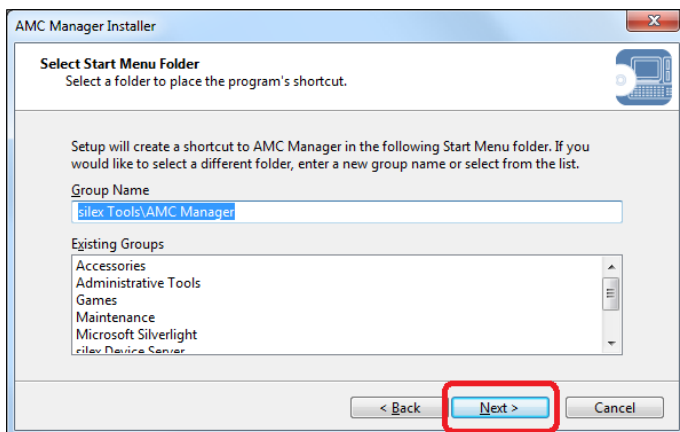 AMC Manager Installer
Select Start Menu Folder
Select a folder to place the program's shortcut.
Setup will create a shortcut to AMC Manager in the following Start Menu folder. If you
would like to select a different folder, enter a new group name or select from the list.
Group Name
silex Tools\AMC Manager
Existing Groups
Accessories
Administrative Tools
Games
Maintenance
Microsoft Silverlight
silex Device Server
< Back
Next >
Cancel